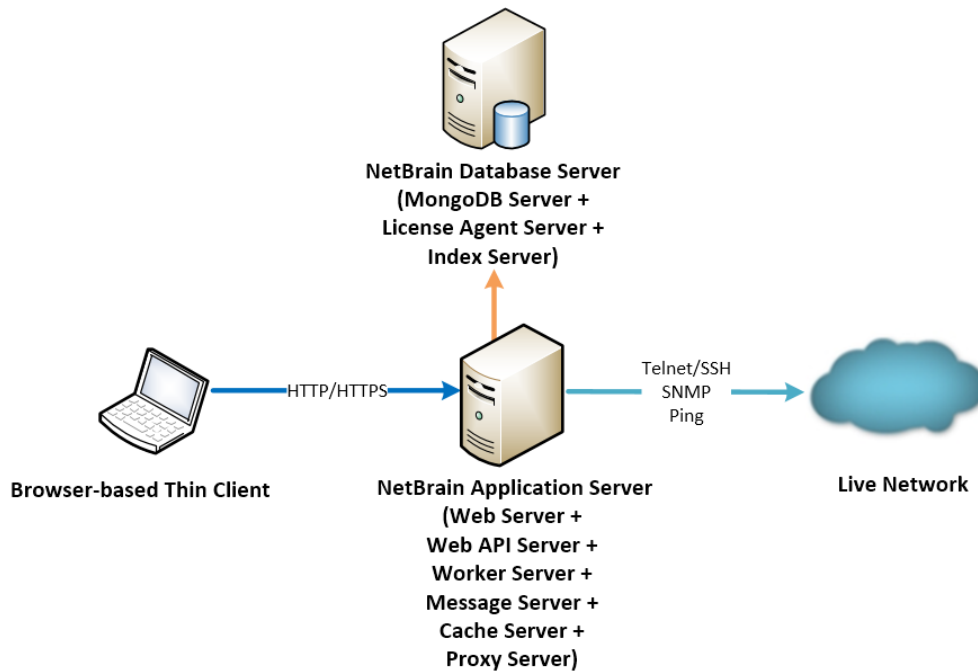 NetBrain Database Server
(MongoDB Server +
License Agent Server +
Index Server)
HTTP/HTTPS
Telnet/SSH
SNMP
Ping
Browser-based Thin Client
NetBrain Application Server
(Web Server +
Web API Server +
Worker Server +
Message Server +
Cache Server +
Proxy Server)
Live Network